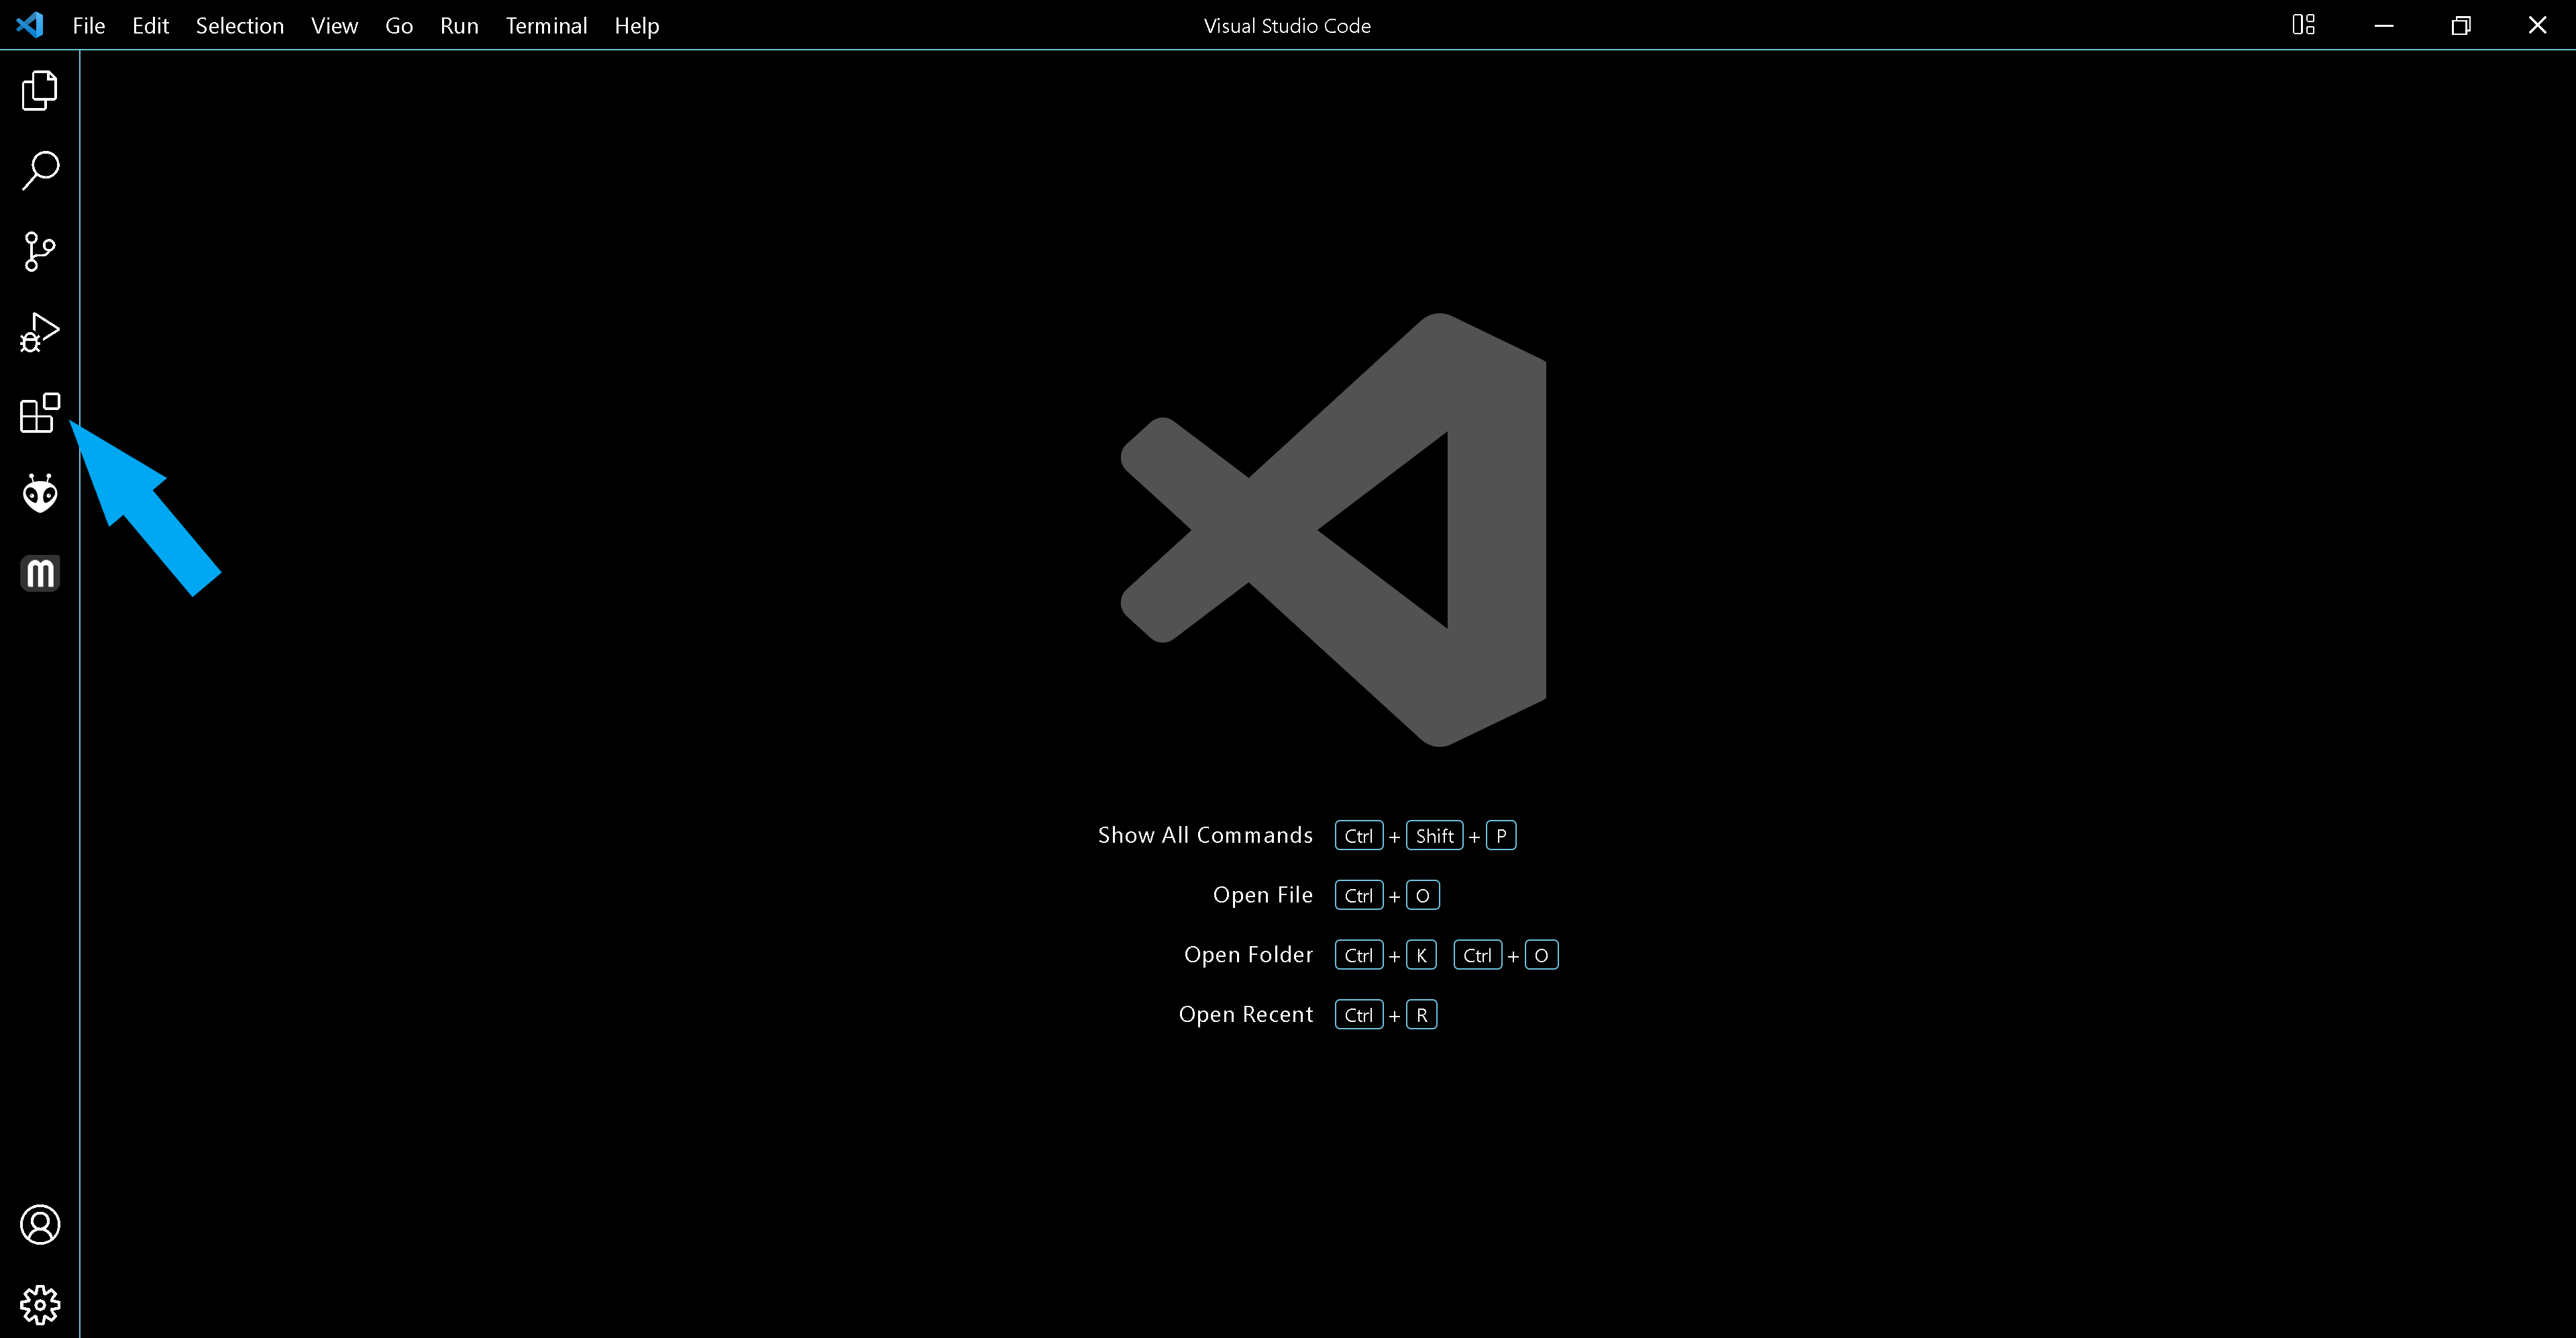 File Edit Selection View Go Run Terminal Help
Visual Studio Code
m
Show All Commands Ctrl + Shift + P
Open File Ctrl + O
Open Folder Ctrl + K Ctrl + O
Open Recent Ctrl + R